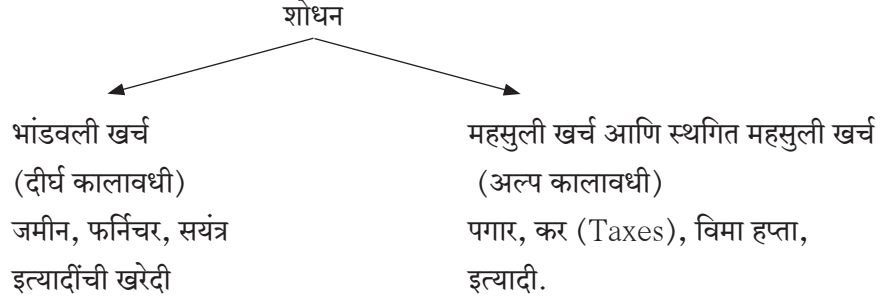 शोधन
भांडवली खर्च
(दीर्घ कालावधी)
जमीन, फर्निचर, सयंत्र
इत्यादींची खरेदी
महसुली खर्च आणि स्थगित महसुली खर्च
(अल्प कालावधी)
पगार, कर (Taxes), विमा हप्ता,
इत्यादी.